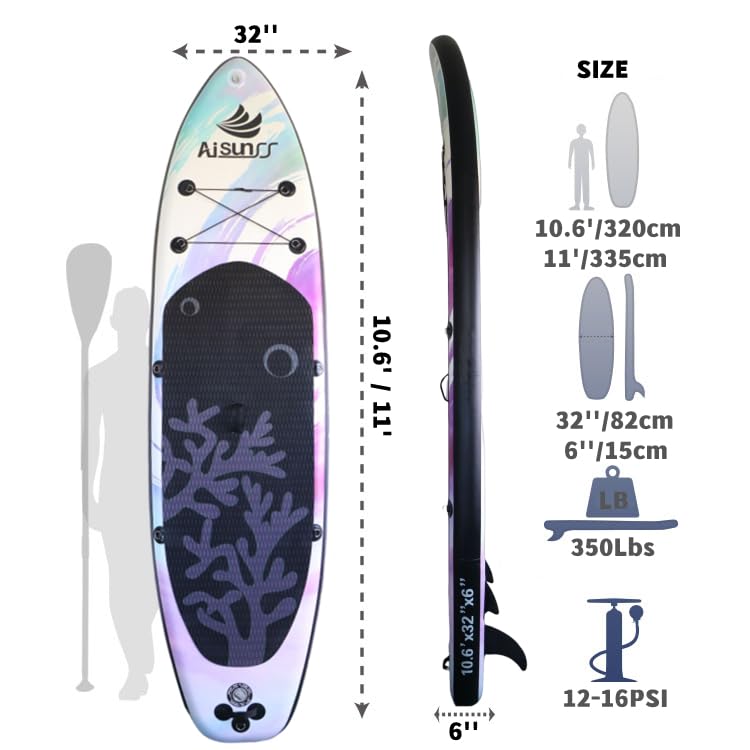 32''
SIZE
AiSUNSS
10.6'/320cm
11'/335cm
10.6' / 11'
32''/82cm
6''/15cm
LB
350Lbs
10.6'x32''x6''
12-16PSI
6''